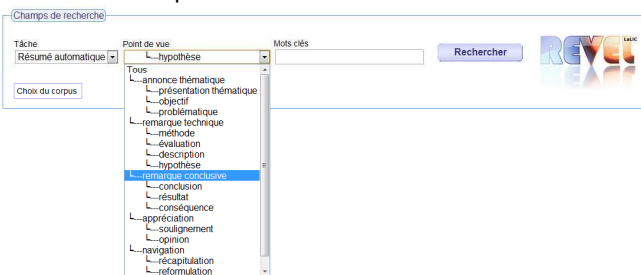 Champs de recherche
Tâche
Point de vue
Mots clés
Résumé automatique
hypothèse
Rechercher
REVEL
LaLIC
Choix du corpus
Tous
annonce thématique
présentation thématique
objectif
problématique
remarque technique
méthode
évaluation
description
hypothèse
remarque conclusive
conclusion
résultat
conséquence
appréciation
soulignement
opinion
navigation
récapitulation
reformulation